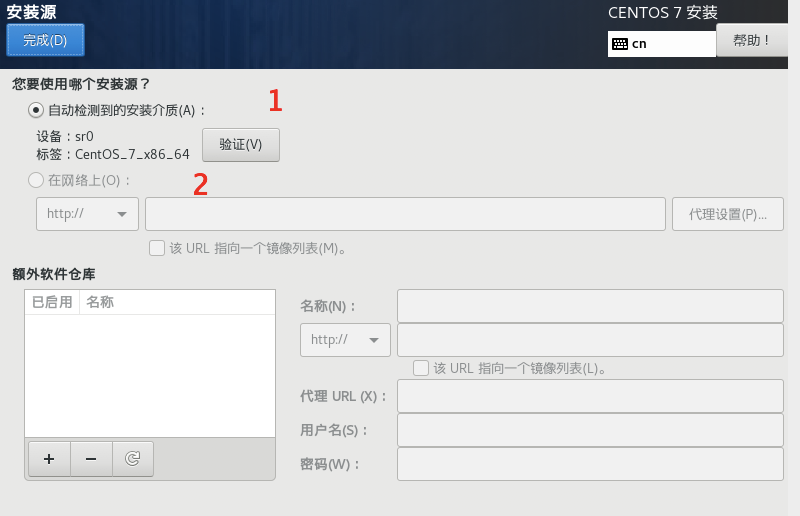 安装源
CENTOS 7 安装
完成(D)
cn
帮助！
您要使用哪个安装源？
自动检测到的安装介质(A)：
1
设备：sr0
标签：CentOS_7_x86_64
验证(V)
在网络上(O)：
2
http://
代理设置(P)...
该 URL 指向一个镜像列表(M)。
额外软件仓库
已启用 名称
名称(N)：
http://
该 URL 指向一个镜像列表(L)。
代理 URL (X)：
用户名(S)：
密码(W)：